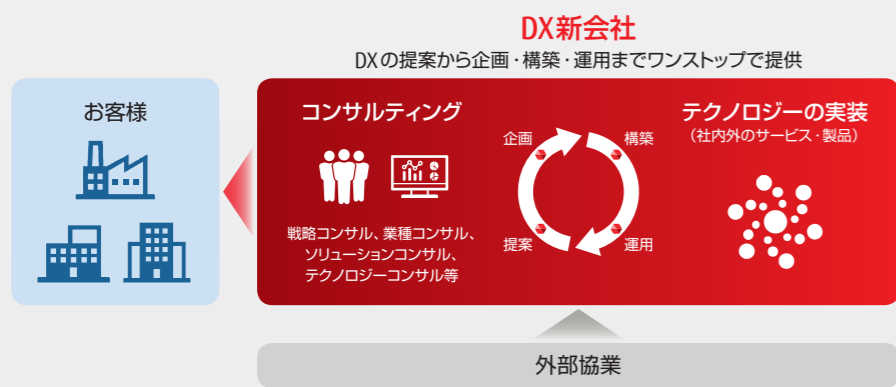 DX新会社
DXの提案から企画・構築・運用までワンストップで提供
お客様
コンサルティング
戦略コンサル、業種コンサル、
ソリューションコンサル、
テクノロジーコンサル等
企画
構築
提案
運用
テクノロジーの実装
（社内外のサービス・製品）
外部協業